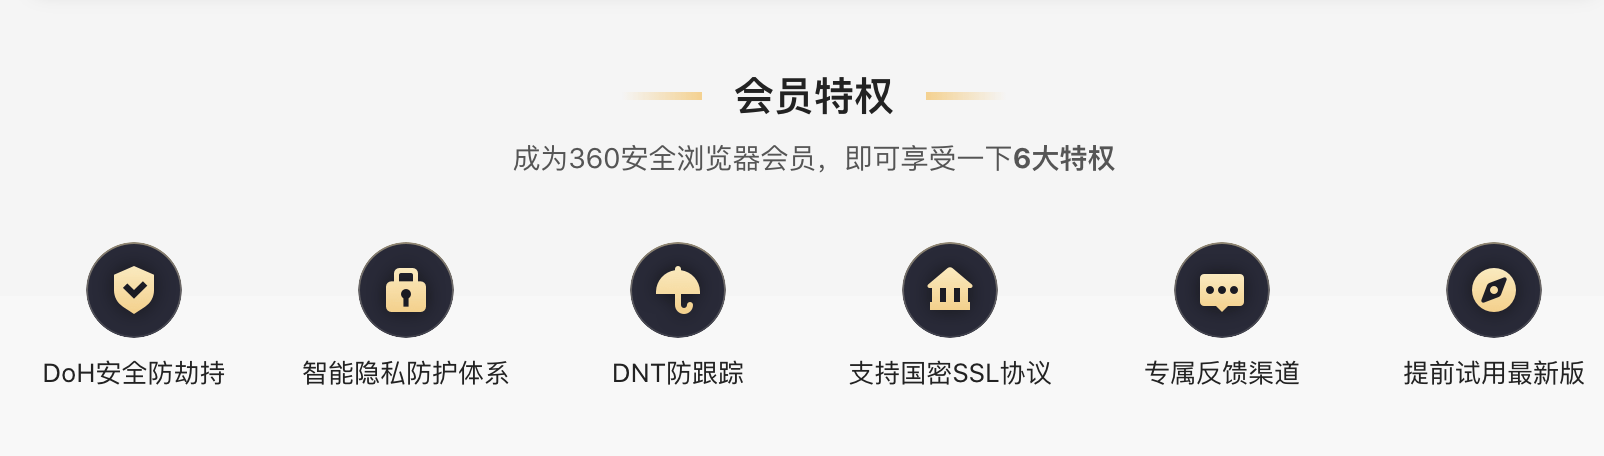 会员特权
成为360安全浏览器会员，即可享受一下6大特权
DoH安全防劫持
智能隐私防护体系
DNT防跟踪
支持国密SSL协议
专属反馈渠道
提前试用最新版